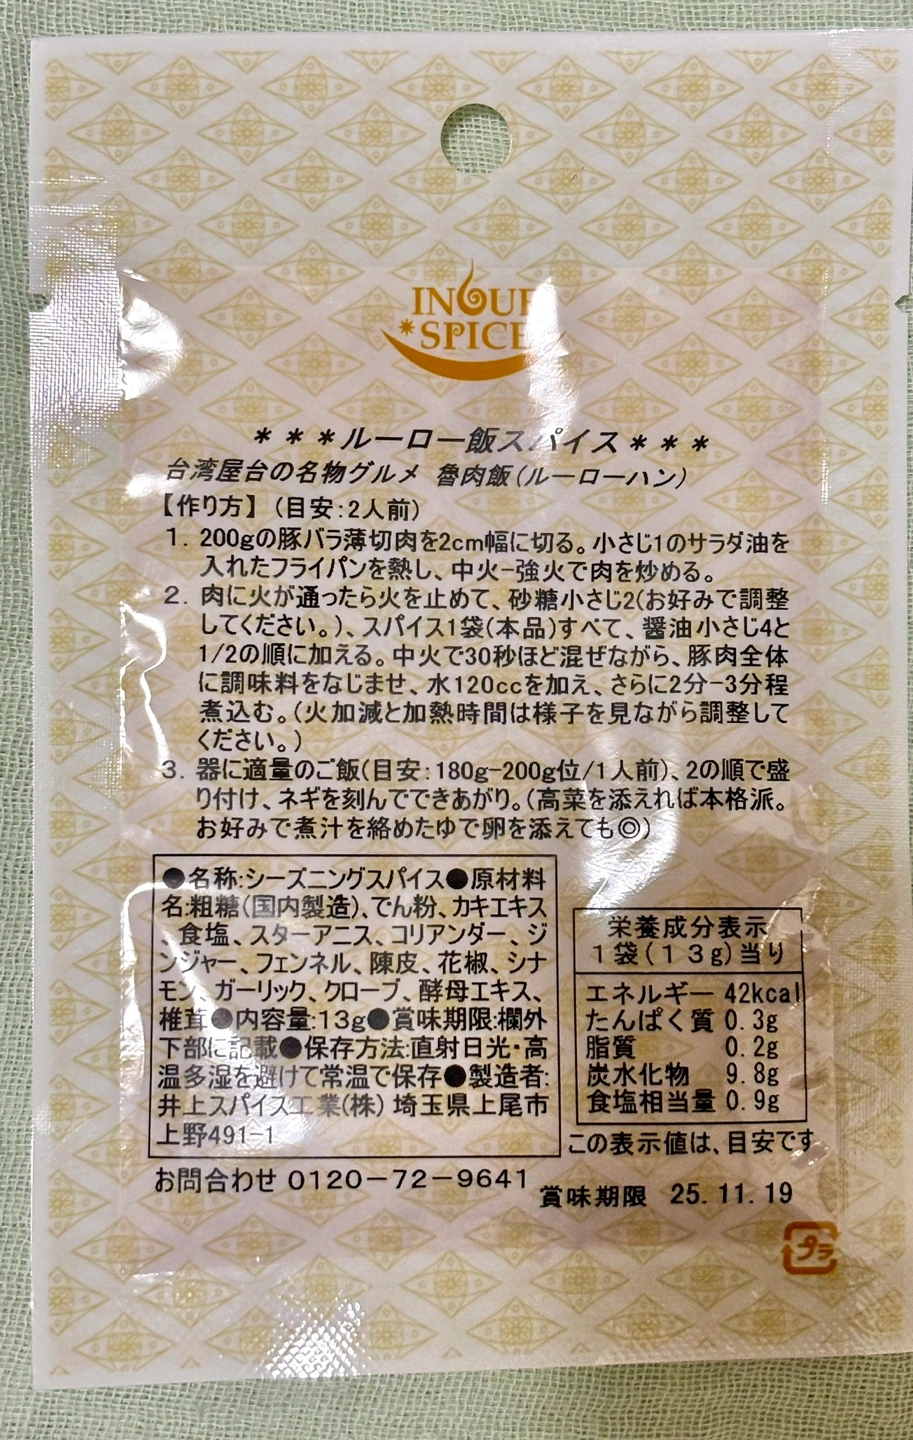 INOUE
SPICE
***ルーロー飯スパイス***
台湾屋台の名物グルメ 魯肉飯(ルーローハン)
【作り方】(目安:2人前)
1. 200gの豚バラ薄切肉を2cm幅に切る。小さじ1のサラダ油を
入れたフライパンを熱し、中火-強火で肉を炒める。
2. 肉に火が通ったら火を止めて、砂糖小さじ2(お好みで調整
してください。)、スパイス1袋(本品)すべて、醤油小さじ4と
1/2の順に加える。中火で30秒ほど混ぜながら、豚肉全体
に調味料をなじませ、水120ccを加え、さらに2分-3分程
煮込む。(火加減と加熱時間は様子を見ながら調整して
ください。)
3. 器に適量のご飯(目安:180g-200g位/1人前)、2の順で盛
り付け、ネギを刻んでできあがり。(高菜を添えれば本格派。
お好みで煮汁を絡めたゆで卵を添えても◎)
●名称:シーズニングスパイス●原材料
名:粗糖(国内製造)、でん粉、カキエキス
、食塩、スターアニス、コリアンダー、ジ
ンジャー、フェンネル、陳皮、花椒、シナ
モン、ガーリック、クローブ、酵母エキス、
椎茸●内容量:13g●賞味期限:欄外
下部に記載●保存方法:直射日光・高
温多湿を避けて常温で保存●製造者:
井上スパイス工業(株) 埼玉県上尾市
上野491-1
お問合わせ 0120-72-9641
栄養成分表示
1袋(13g)当り
エネルギー 42kcal
たんぱく質 0.3g
脂質 0.2g
炭水化物 9.8g
食塩相当量 0.9g
この表示値は、目安です
賞味期限 25.11.19
プラ